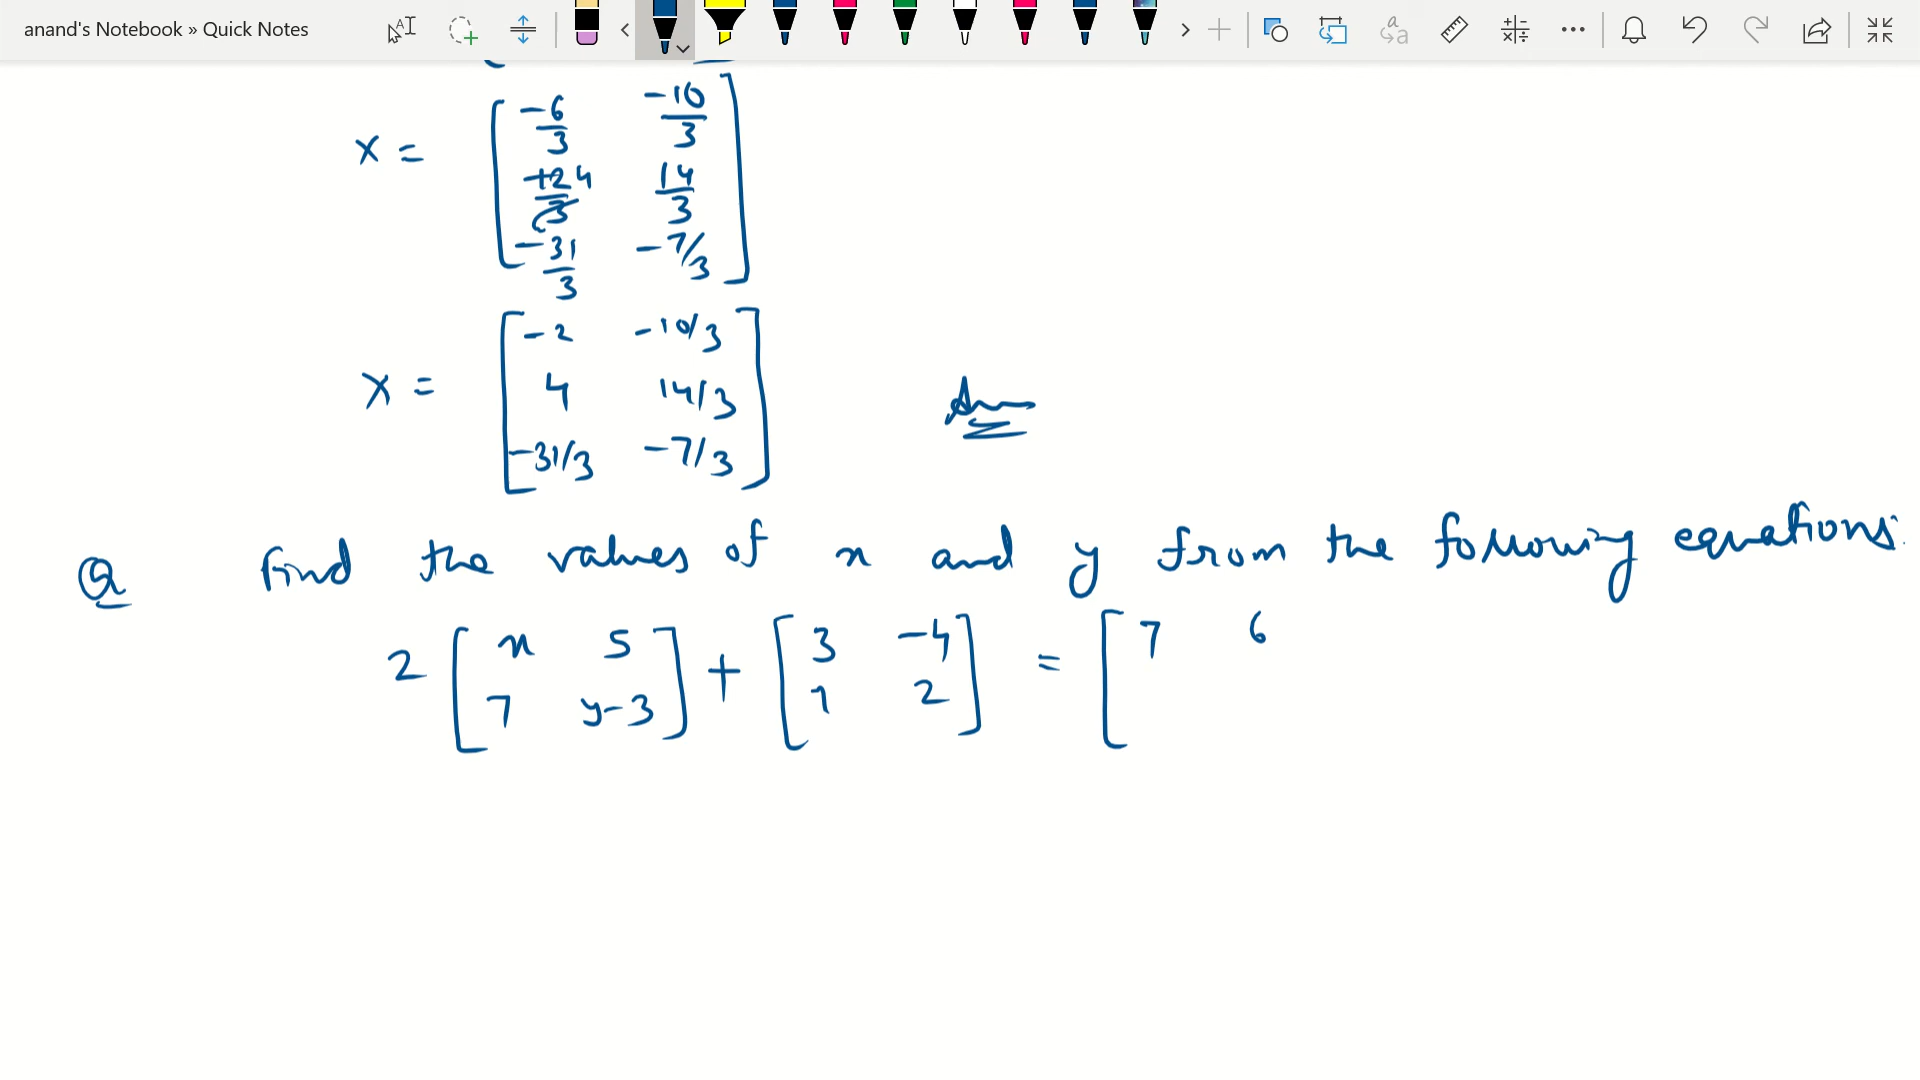 anand's Notebook » Quick Notes
X = [ -6/3 -10/3
+24/3 14/3
-31/3 -7/3 ]
X = [ -2 -10/3
4 14/3
-31/3 -7/3 ]
Ans
Q Find the values of x and y from the following equations:
2 [ x 5 ] + [ 3 -4 ] = [ 7 6
7 y-3 1 2